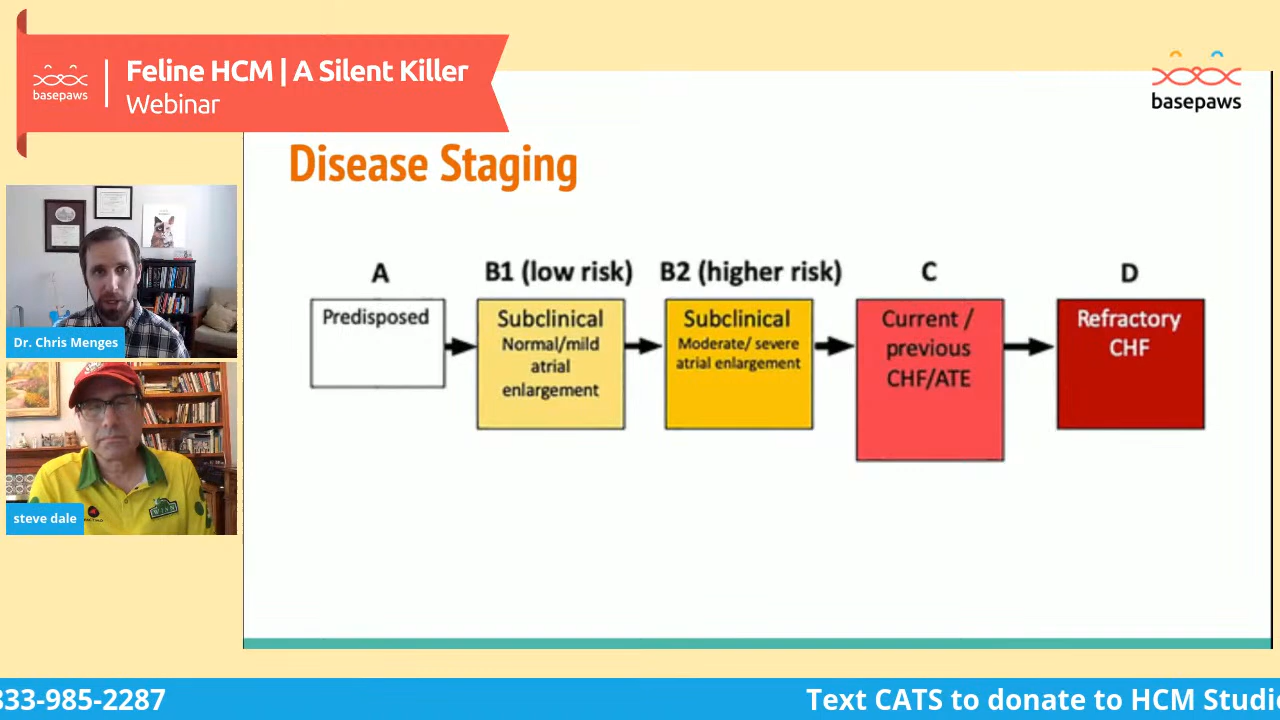 Feline HCM | A Silent Killer
Webinar
basepaws
basepaws
Disease Staging
A
Predisposed
B1 (low risk)
Subclinical
Normal/mild
atrial
enlargement
B2 (higher risk)
Subclinical
Moderate/ severe
atrial enlargement
C
Current /
previous
CHF/ATE
D
Refractory
CHF
Dr. Chris Menges
steve dale
333-985-2287
Text CATS to donate to HCM Studie